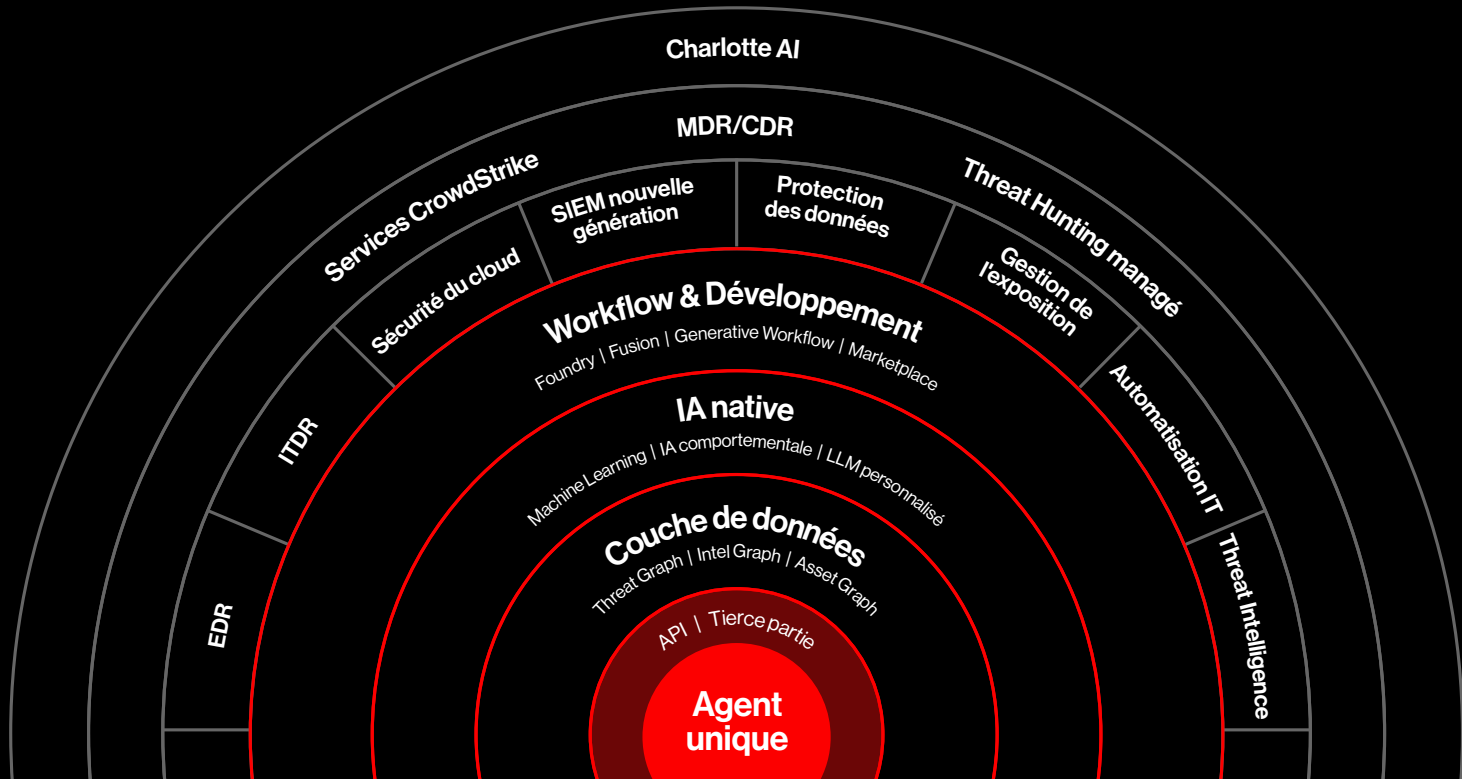 Charlotte AI
MDR/CDR
Services CrowdStrike
Threat Hunting managé
EDR
ITDR
Sécurité du cloud
SIEM nouvelle
génération
Protection
des données
Gestion de
l'exposition
Automatisation IT
Threat Intelligence
Workflow & Développement
Foundry | Fusion | Generative Workflow | Marketplace
IA native
Machine Learning | IA comportementale | LLM personnalisé
Couche de données
Threat Graph | Intel Graph | Asset Graph
API | Tierce partie
Agent
unique